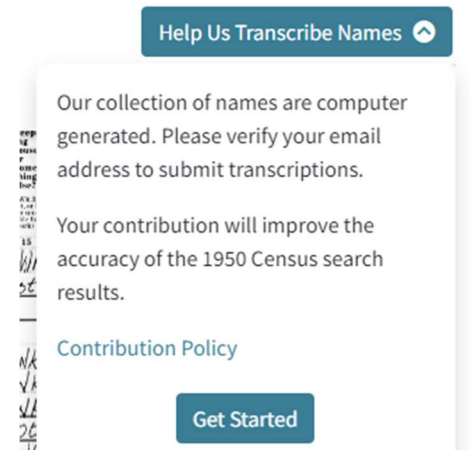 Help Us Transcribe Names
Our collection of names are computer
generated. Please verify your email
address to submit transcriptions.
Your contribution will improve the
accuracy of the 1950 Census search
results.
Contribution Policy
Get Started